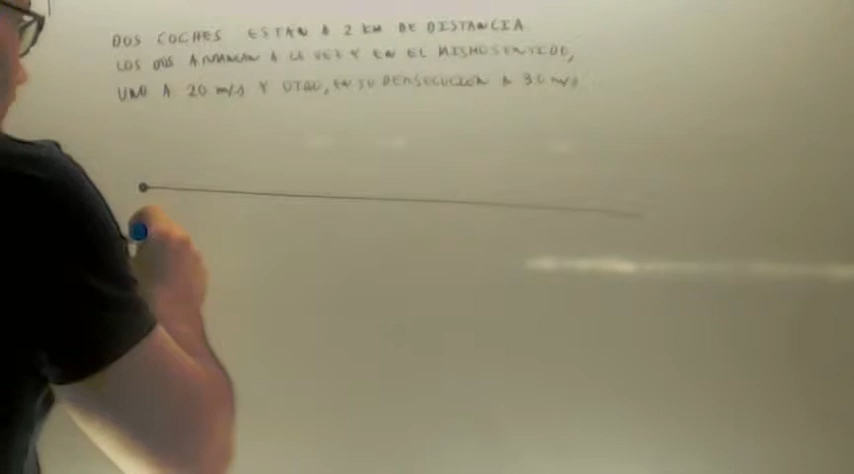 DOS COCHES ESTAN A 2 KM DE DISTANCIA
LOS DOS ARRANCAN A LA VEZ Y EN EL MISMO SENTIDO,
UNO A 20 m/s Y OTRO, EN SU PERSECUCION A 30 m/s